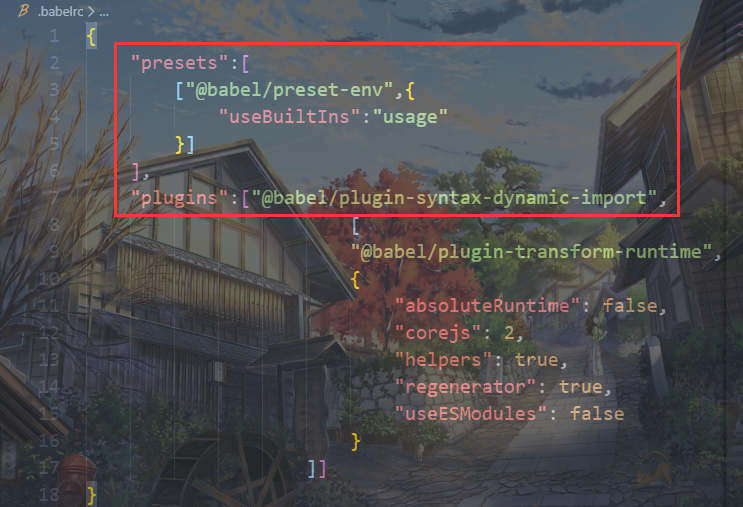 .babelrc > ...
1 {
2 "presets":[
3 ["@babel/preset-env",{
4 "useBuiltIns":"usage"
5 }]
6 ],
7 "plugins":["@babel/plugin-syntax-dynamic-import",
8 [
9 "@babel/plugin-transform-runtime",
10 {
11 "absoluteRuntime": false,
12 "corejs": 2,
13 "helpers": true,
14 "regenerator": true,
15 "useESModules": false
16 }
17 ]]
18 }